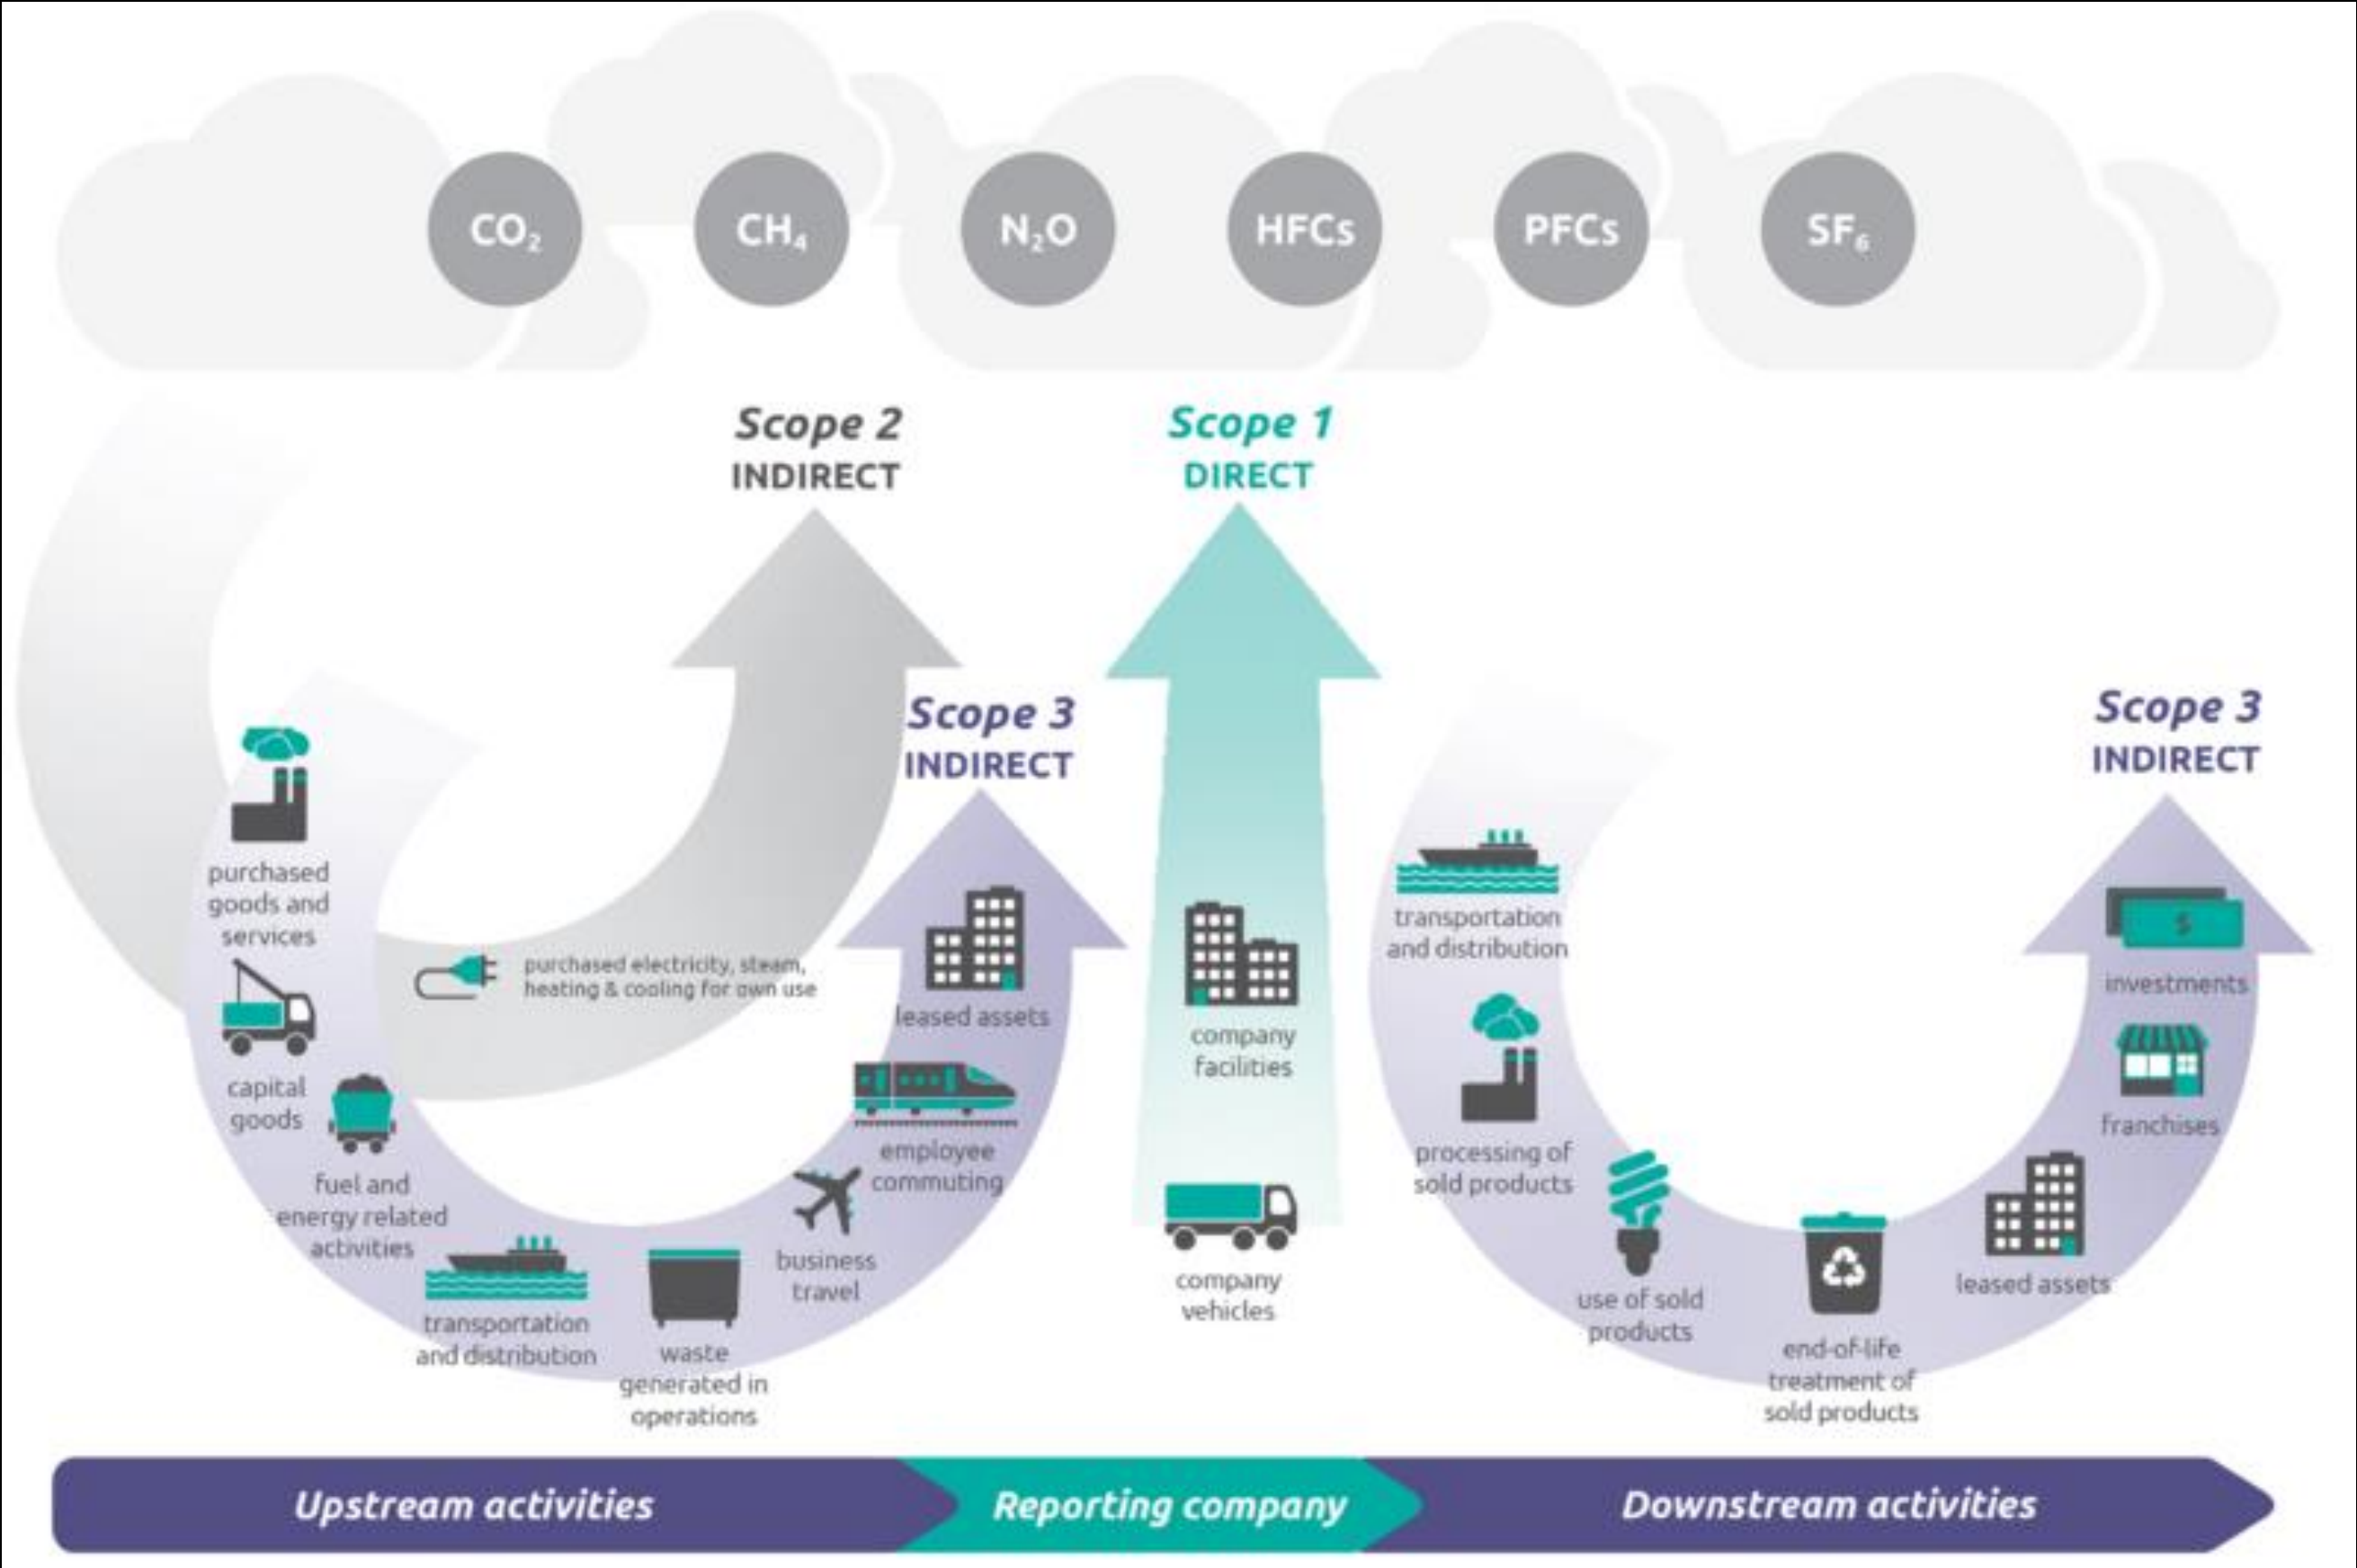 CO₂
CH₄
N₂O
HFCs
PFCs
SF₆
Scope 2
INDIRECT
Scope 1
DIRECT
Scope 3
INDIRECT
Scope 3
INDIRECT
purchased
goods and
services
capital
goods
fuel and
energy related
activities
transportation
and distribution
waste
generated in
operations
business
travel
employee
commuting
leased assets
purchased electricity, steam,
heating & cooling for own use
company
facilities
company
vehicles
transportation
and distribution
processing of
sold products
use of sold
products
end-of-life
treatment of
sold products
leased assets
franchises
$
investments
Upstream activities
Reporting company
Downstream activities